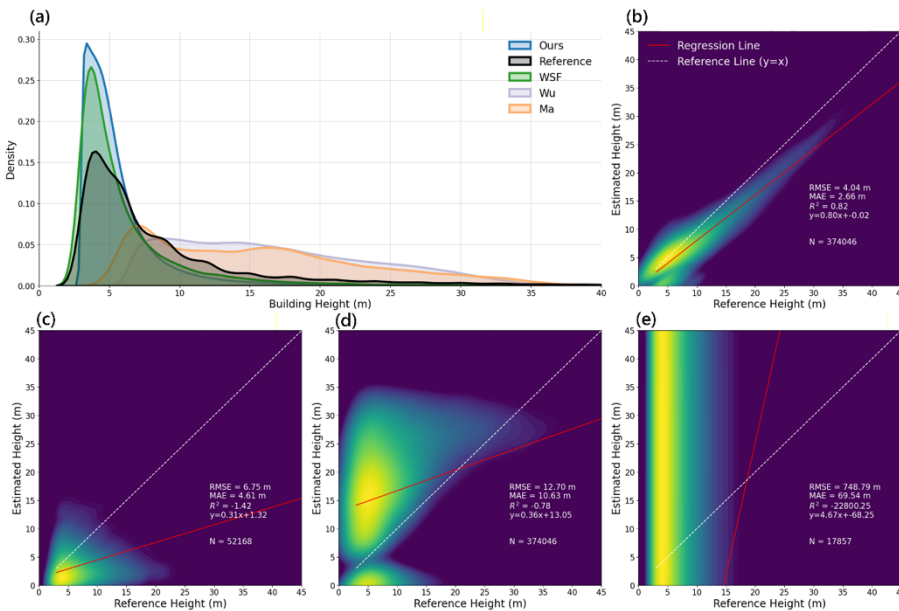 (a)
0.30
0.25
0.20
0.15
0.10
0.05
0.00
Density
0
5
10
15
20
25
30
35
40
Building Height (m)
Ours
Reference
WSF
Wu
Ma
(b)
45
40
35
30
25
20
15
10
5
0
Estimated Height (m)
Regression Line
Reference Line (y=x)
RMSE = 4.04 m
MAE = 2.66 m
R² = 0.82
y=0.80x+-0.02
N = 374046
0
5
10
15
20
25
30
35
40
45
Reference Height (m)
(c)
45
40
35
30
25
20
15
10
5
0
Estimated Height (m)
RMSE = 6.75 m
MAE = 4.61 m
R² = -1.42
y=0.31x+1.32
N = 52168
0
5
10
15
20
25
30
35
40
45
Reference Height (m)
(d)
45
40
35
30
25
20
15
10
5
0
Estimated Height (m)
RMSE = 12.70 m
MAE = 10.63 m
R² = -0.78
y=0.36x+13.05
N = 374046
0
5
10
15
20
25
30
35
40
45
Reference Height (m)
(e)
45
40
35
30
25
20
15
10
5
0
Estimated Height (m)
RMSE = 748.79 m
MAE = 69.54 m
R² = -22800.25
y=4.67x+-68.25
N = 17857
0
5
10
15
20
25
30
35
40
45
Reference Height (m)